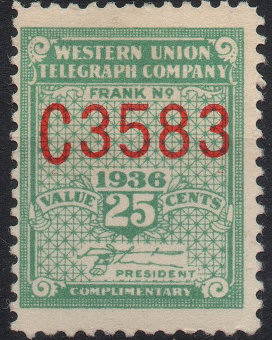 WESTERN UNION
TELEGRAPH COMPANY
FRANK Nº
C3583
1936
VALUE 25 CENTS
PRESIDENT
COMPLIMENTARY